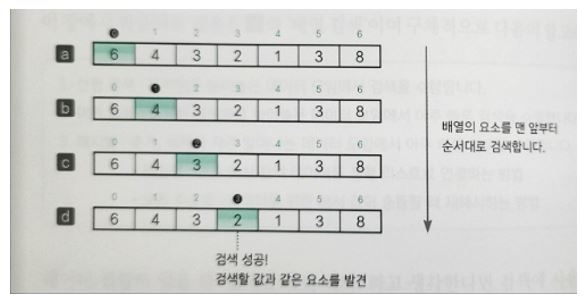 0 1 2 3 4 5 6
a 6 4 3 2 1 3 8
0 1 2 3 4 5 6
b 6 4 3 2 1 3 8
0 1 2 3 4 5 6
c 6 4 3 2 1 3 8
0 1 2 3 4 5 6
d 6 4 3 2 1 3 8
배열의 요소를 맨 앞부터
순서대로 검색합니다.
검색 성공!
검색할 값과 같은 요소를 발견